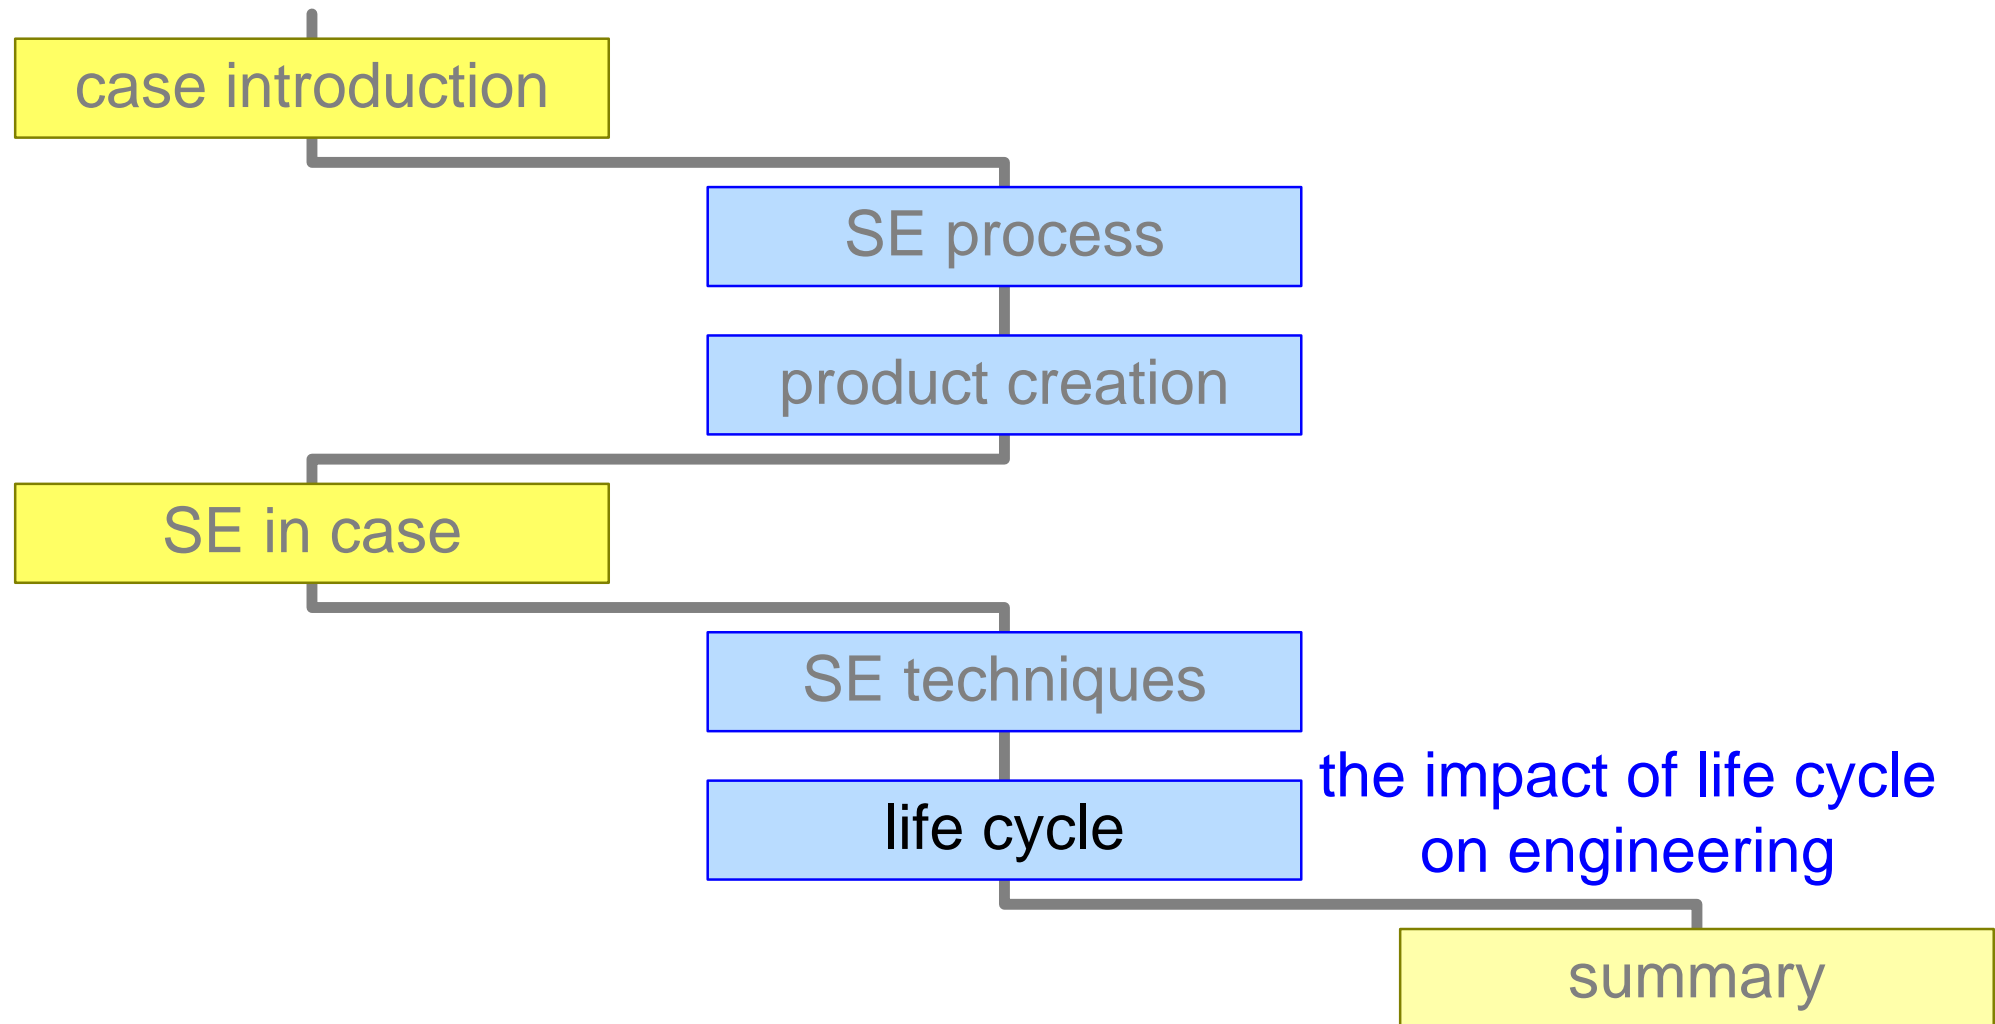 case introduction
SE process
product creation
SE in case
SE techniques
the impact of life cycle
on engineering
life cycle
summary